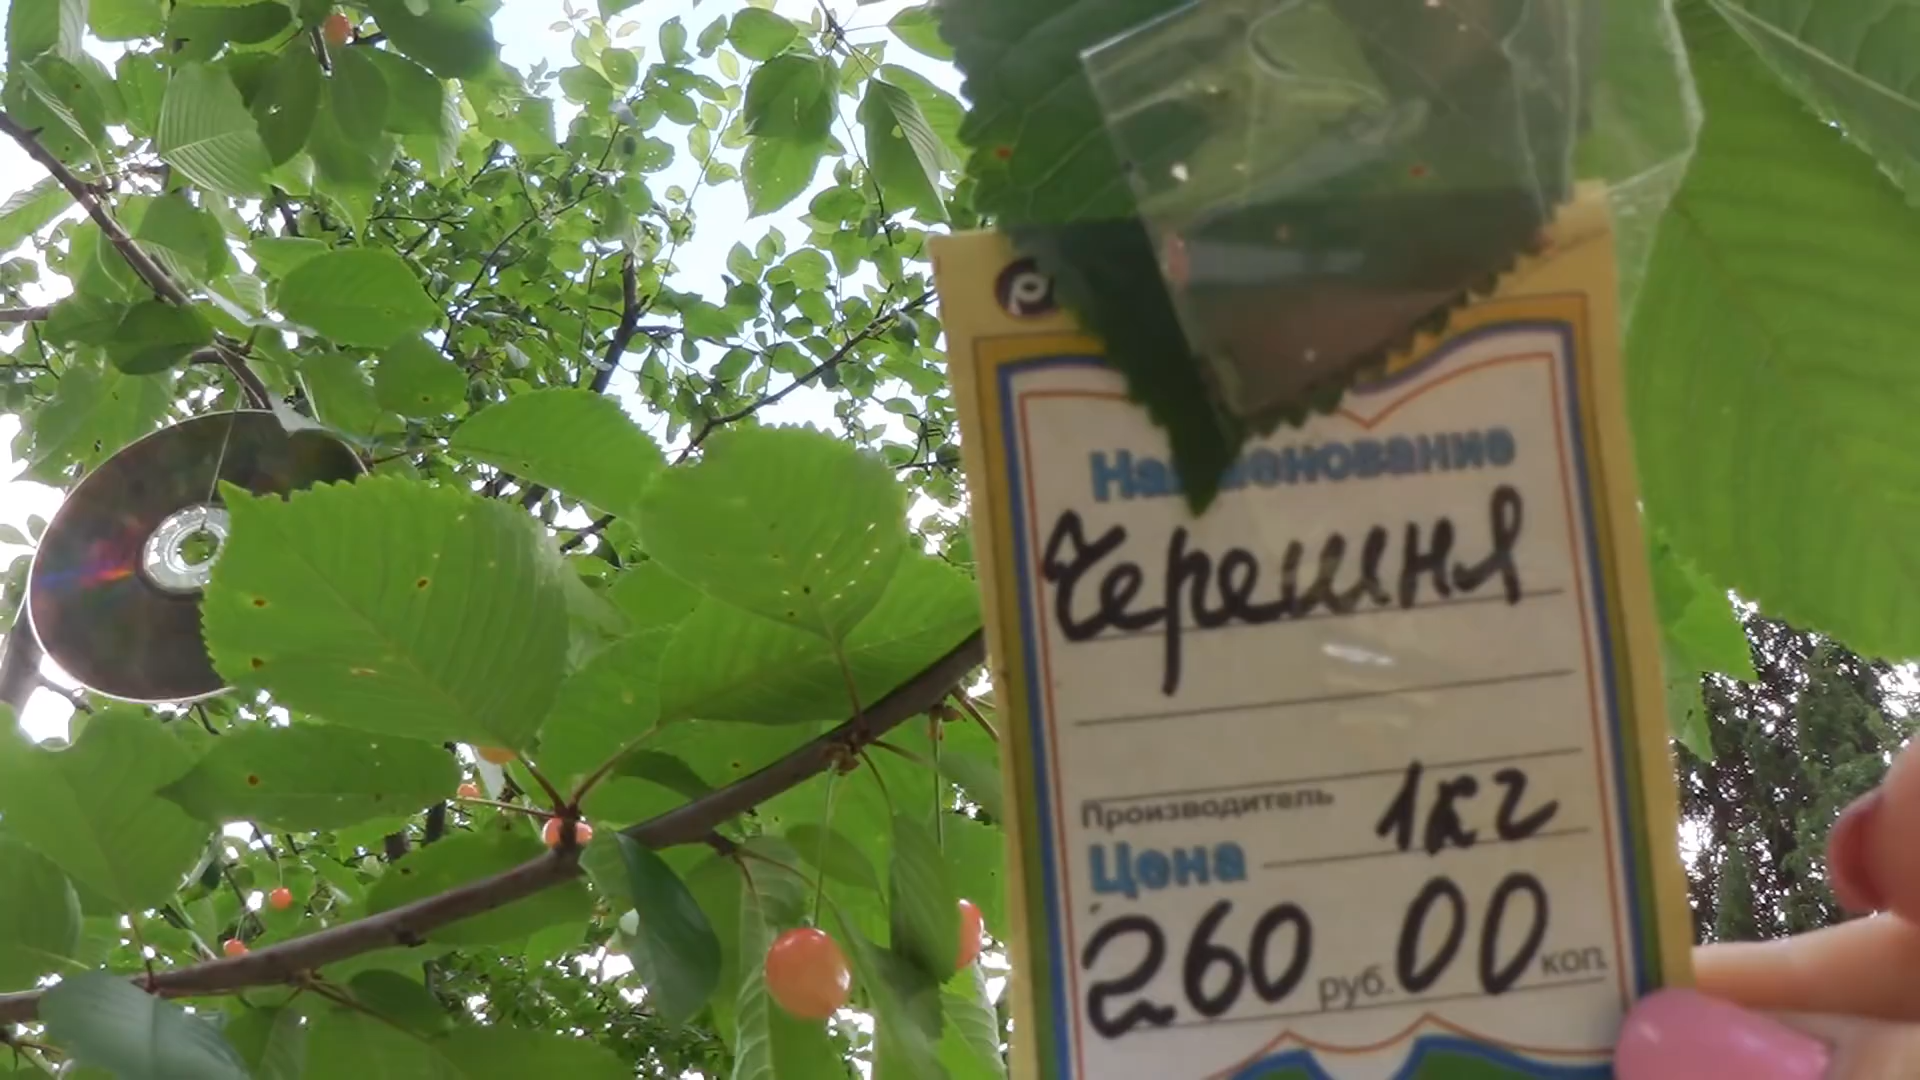 Наименование
Черешня
Производитель 1кг
Цена
260 руб. 00 коп.